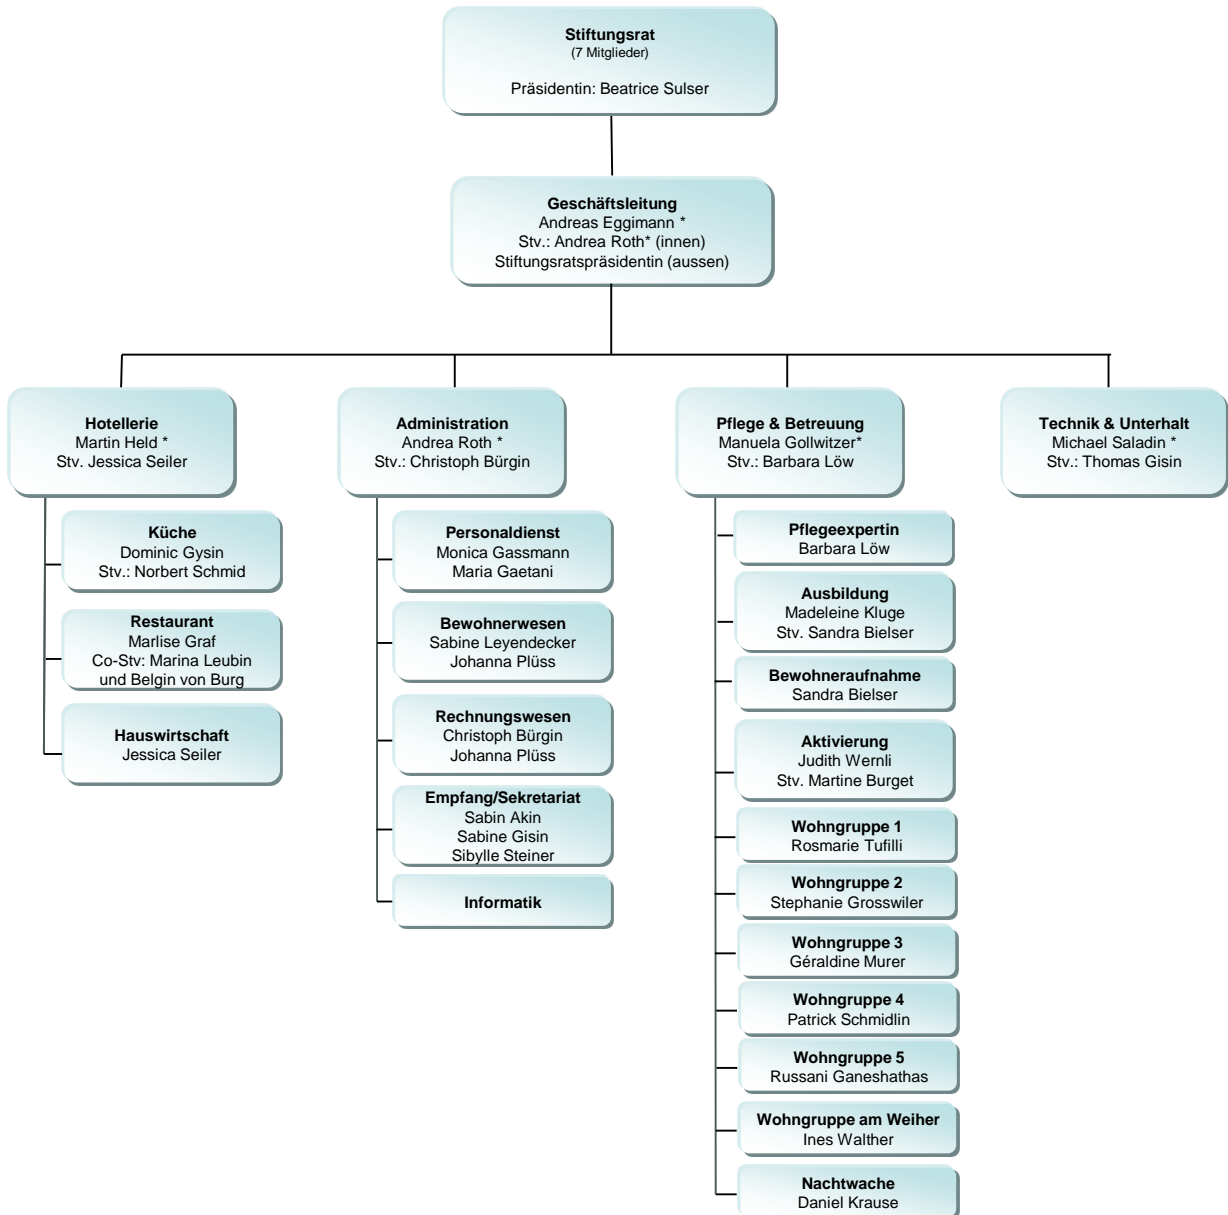 Stiftungsrat
(7 Mitglieder)
Präsidentin: Beatrice Sulser
Geschäftsleitung
Andreas Eggimann *
Stv.: Andrea Roth* (innen)
Stiftungsratspräsidentin (aussen)
Hotellerie
Martin Held *
Stv. Jessica Seiler
Administration
Andrea Roth *
Stv.: Christoph Bürgin
Pflege & Betreuung
Manuela Gollwitzer*
Stv.: Barbara Löw
Technik & Unterhalt
Michael Saladin *
Stv.: Thomas Gisin
Küche
Dominic Gysin
Stv.: Norbert Schmid
Restaurant
Marlise Graf
Co-Stv: Marina Leubin
und Belgin von Burg
Hauswirtschaft
Jessica Seiler
Personaldienst
Monica Gassmann
Maria Gaetani
Bewohnerwesen
Sabine Leyendecker
Johanna Plüss
Rechnungswesen
Christoph Bürgin
Johanna Plüss
Empfang/Sekretariat
Sabin Akin
Sabine Gisin
Sibylle Steiner
Informatik
Pflegeexpertin
Barbara Löw
Ausbildung
Madeleine Kluge
Stv. Sandra Bielser
Bewohneraufnahme
Sandra Bielser
Aktivierung
Judith Wernli
Stv. Martine Burget
Wohngruppe 1
Rosmarie Tufilli
Wohngruppe 2
Stephanie Grosswiler
Wohngruppe 3
Géraldine Murer
Wohngruppe 4
Patrick Schmidlin
Wohngruppe 5
Russani Ganeshathas
Wohngruppe am Weiher
Ines Walther
Nachtwache
Daniel Krause